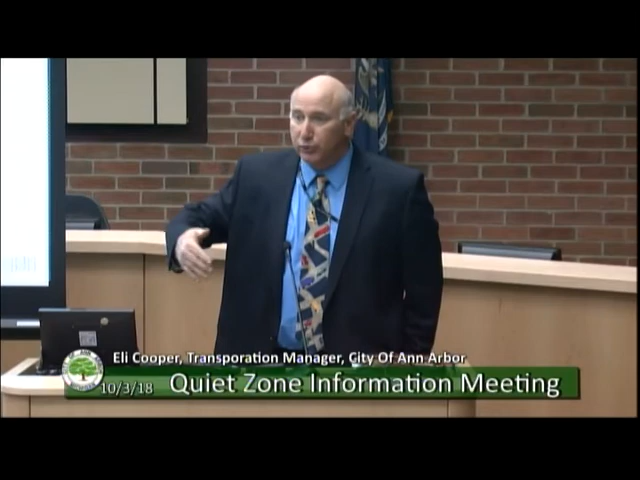 Eli Cooper, Transporation Manager, City Of Ann Arbor
10/3/18 Quiet Zone Information Meeting